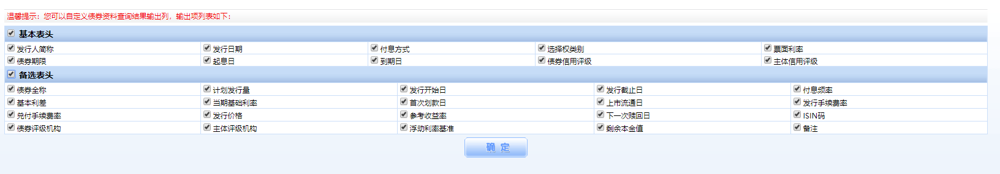 温馨提示：您可以自定义债券资料查询结果输出列，输出项列表如下：
基本表头
发行人简称 发行日期 付息方式 选择权类别 票面利率
债券期限 起息日 到期日 债券信用评级 主体信用评级
备选表头
债券全称 计划发行量 发行开始日 发行截止日 付息频率
基本利差 当期基础利率 首次划款日 上市流通日 发行手续费率
兑付手续费率 发行价格 参考收益率 下一次赎回日 ISIN码
债券评级机构 主体评级机构 浮动利率基准 剩余本金值 备注
确 定